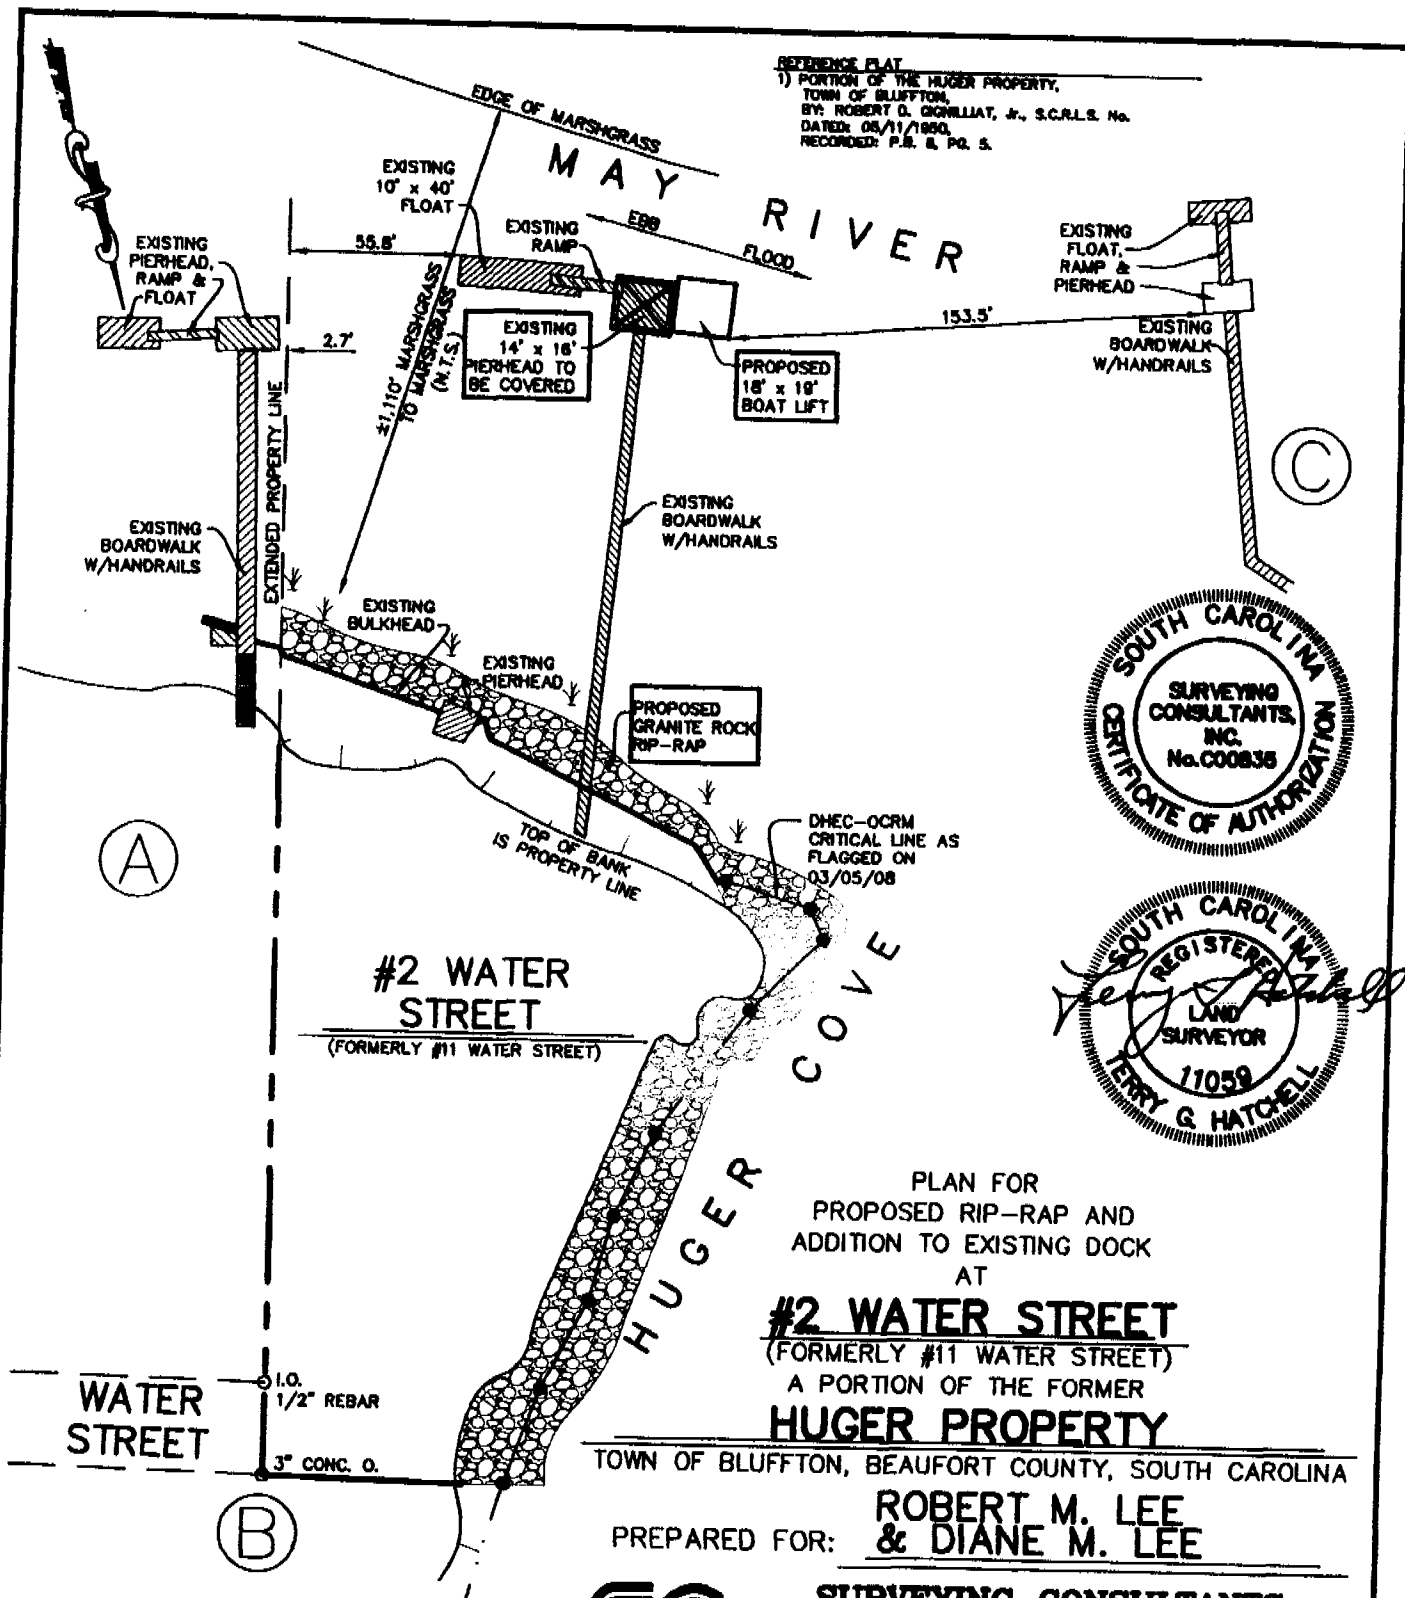 REFERENCE PLAT
1) PORTION OF THE HUGER PROPERTY,
TOWN OF BLUFFTON,
BY: ROBERT D. GIGNILLIAT, Jr., S.C.R.L.S. No.
DATED: 05/11/1950,
RECORDED: P.B. 8, PG. 5.
EDGE OF MARSHGRASS
MAY RIVER
EBB
FLOOD
EXISTING
10' x 40'
FLOAT
EXISTING
RAMP
EXISTING
PIERHEAD,
RAMP &
FLOAT
55.8'
2.7'
±1,110' MARSHGRASS
TO MARSHGRASS
(N.T.S.)
EXISTING
14' x 16'
PIERHEAD TO
BE COVERED
PROPOSED
18' x 19'
BOAT LIFT
153.5'
EXISTING
FLOAT,
RAMP &
PIERHEAD
EXISTING
BOARDWALK
W/HANDRAILS
C
EXTENDED PROPERTY LINE
EXISTING
BOARDWALK
W/HANDRAILS
EXISTING
BOARDWALK
W/HANDRAILS
EXISTING
BULKHEAD
EXISTING
PIERHEAD
PROPOSED
GRANITE ROCK
RIP-RAP
SOUTH CAROLINA
CERTIFICATE OF AUTHORIZATION
SURVEYING
CONSULTANTS,
INC.
No.C00835
A
TOP OF BANK
IS PROPERTY LINE
DHEC-OCRM
CRITICAL LINE AS
FLAGGED ON
03/05/08
#2 WATER
STREET
(FORMERLY #11 WATER STREET)
HUGER COVE
SOUTH CAROLINA
REGISTERED
LAND
SURVEYOR
11059
TERRY G. HATCHELL
PLAN FOR
PROPOSED RIP-RAP AND
ADDITION TO EXISTING DOCK
AT
#2 WATER STREET
(FORMERLY #11 WATER STREET)
A PORTION OF THE FORMER
HUGER PROPERTY
TOWN OF BLUFFTON, BEAUFORT COUNTY, SOUTH CAROLINA
PREPARED FOR:
ROBERT M. LEE
& DIANE M. LEE
WATER
STREET
I.O.
1/2" REBAR
3" CONC. O.
B
SURVEYING CONSULTANTS